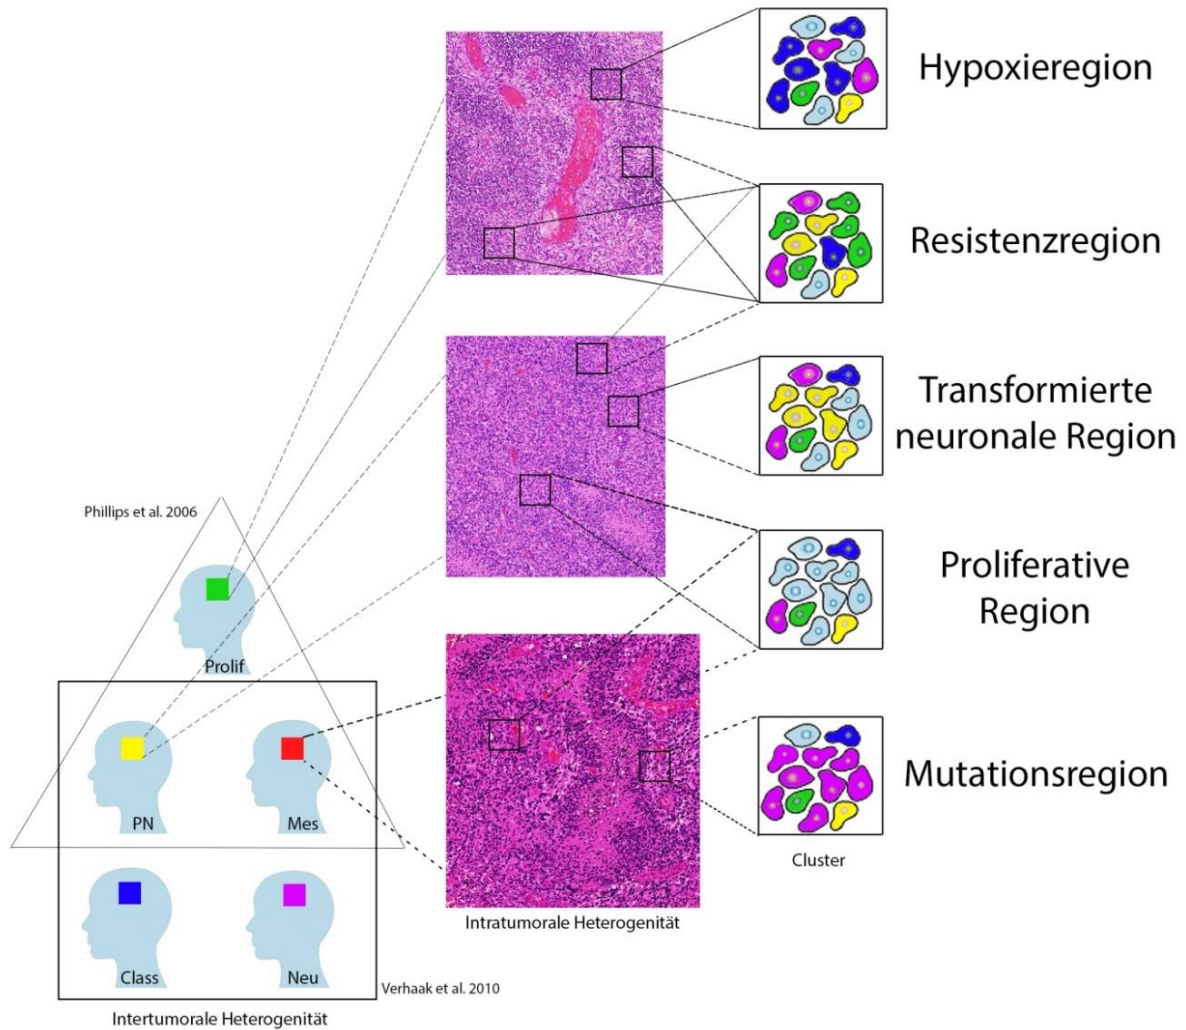 Hypoxieregion
Resistenzregion
Transformierte
neuronale Region
Proliferative
Region
Mutationsregion
Cluster
Intratumorale Heterogenität
Phillips et al. 2006
Prolif
PN
Mes
Class
Neu
Verhaak et al. 2010
Intertumorale Heterogenität